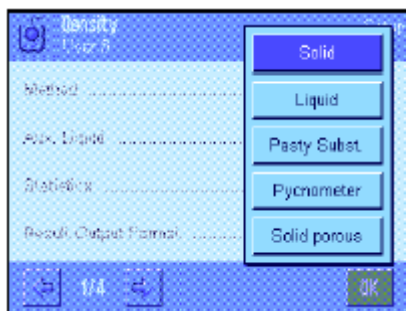 Density
User 8
Method
Aux. Liquid
Statistics
Result Output Format
Solid
Liquid
Pasty Subst.
Pycnometer
Solid porous
1/4
OK